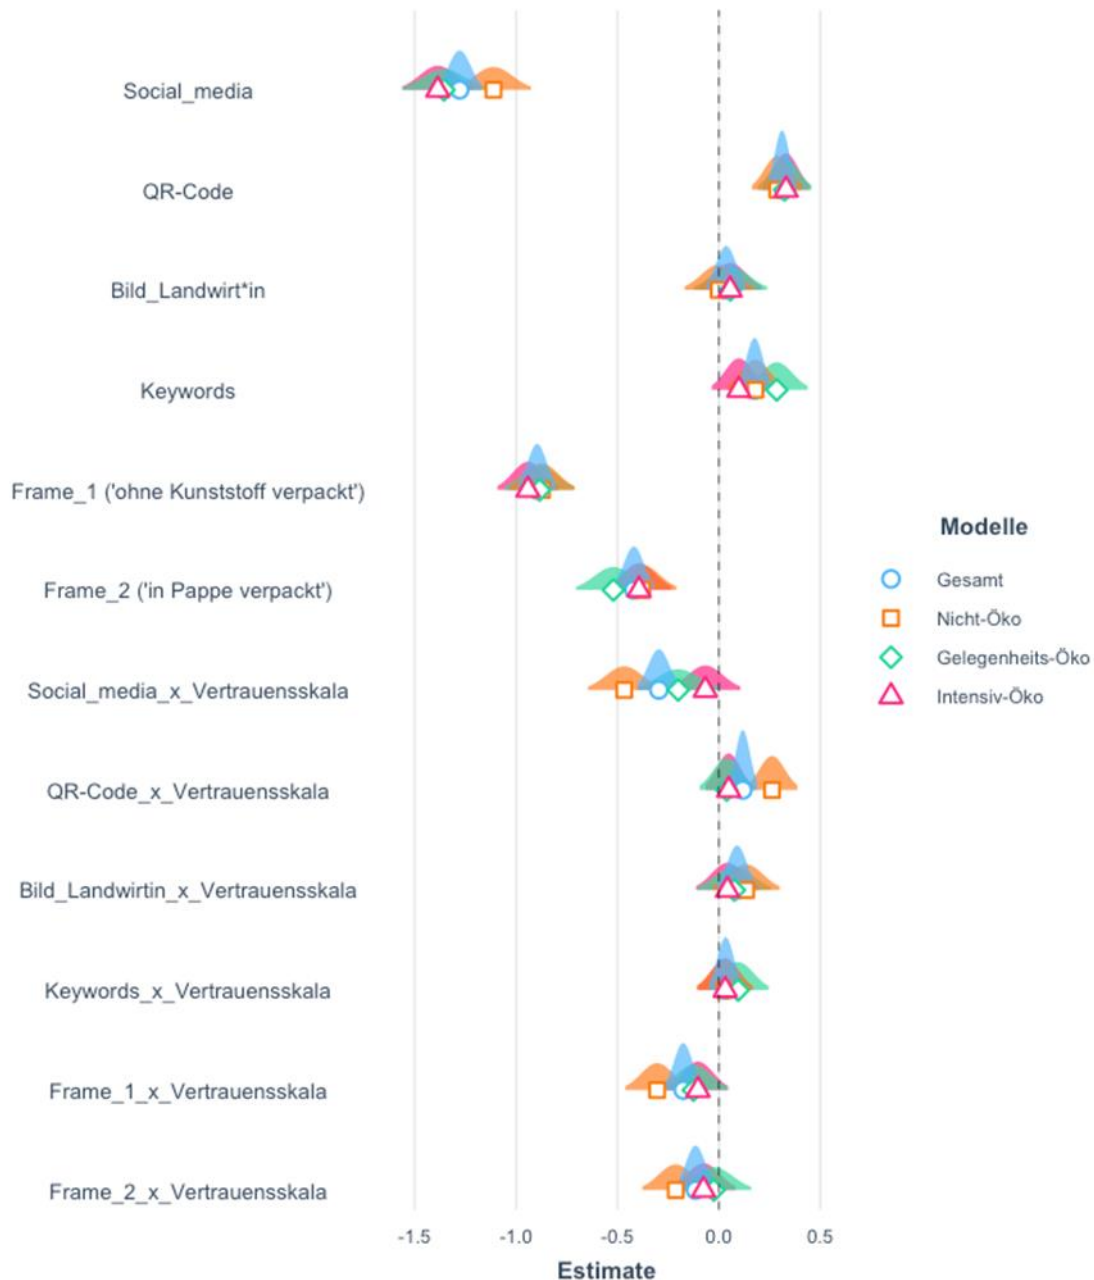 Social_media
QR-Code
Bild_Landwirt*in
Keywords
Frame_1 ('ohne Kunststoff verpackt')
Frame_2 ('in Pappe verpackt')
Social_media_x_Vertrauensskala
QR-Code_x_Vertrauensskala
Bild_Landwirtin_x_Vertrauensskala
Keywords_x_Vertrauensskala
Frame_1_x_Vertrauensskala
Frame_2_x_Vertrauensskala
-1.5 -1.0 -0.5 0.0 0.5
Estimate
Modelle
Gesamt
Nicht-Öko
Gelegenheits-Öko
Intensiv-Öko